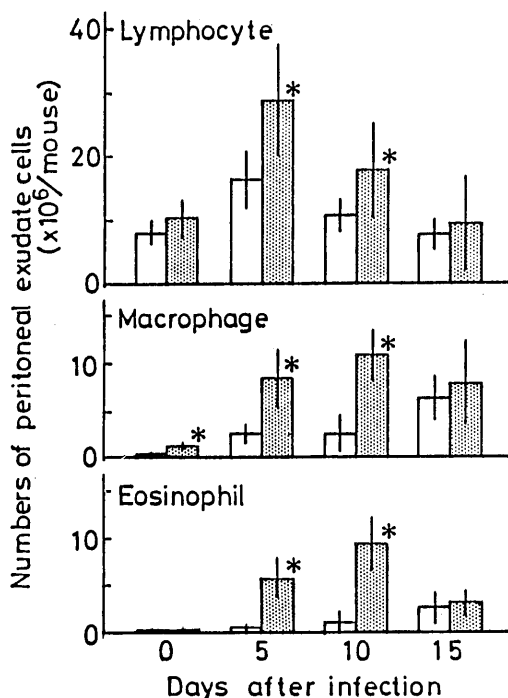 Numbers of peritoneal exudate cells
(x10⁶/mouse)
40
Lymphocyte
*
*
20
0
Macrophage
10
*
*
*
0
Eosinophil
10
*
*
0
0 5 10 15
Days after infection